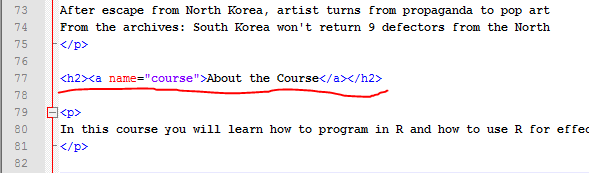 73 After escape from North Korea, artist turns from propaganda to pop art
74 From the archives: South Korea won't return 9 defectors from the North
75 </p>
76
77 <h2><a name="course">About the Course</a></h2>
78
79 <p>
80 In this course you will learn how to program in R and how to use R for effec
81 </p>
82